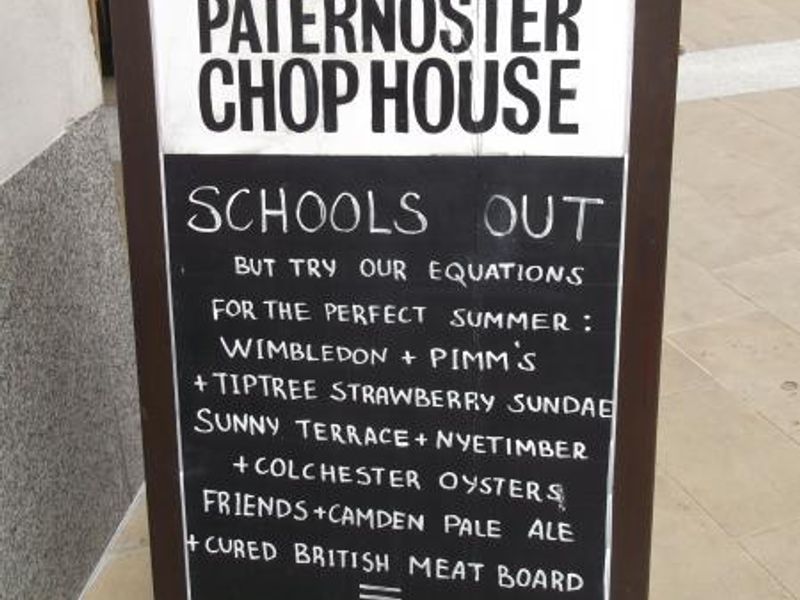 PATERNOSTER
CHOP HOUSE
SCHOOLS OUT
BUT TRY OUR EQUATIONS
FOR THE PERFECT SUMMER :
WIMBLEDON + PIMM'S
+ TIPTREE STRAWBERRY SUNDAE
SUNNY TERRACE + NYETIMBER
+ COLCHESTER OYSTERS
FRIENDS + CAMDEN PALE ALE
+ CURED BRITISH MEAT BOARD
=